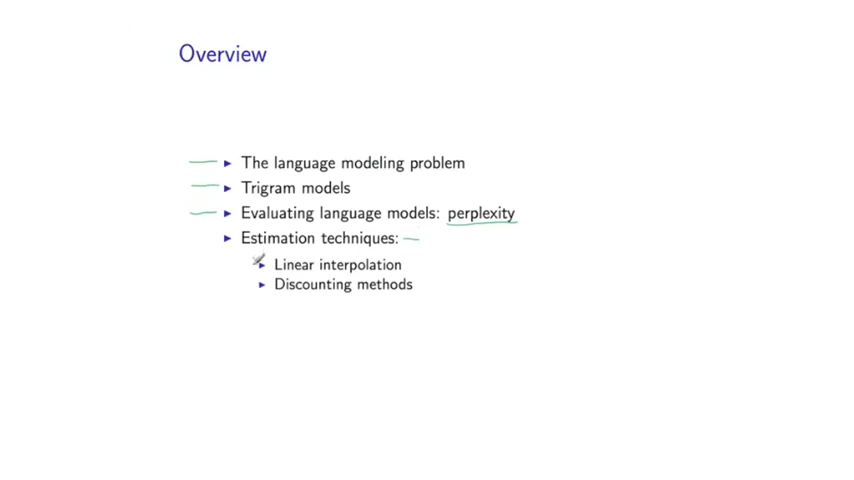 Overview
The language modeling problem
Trigram models
Evaluating language models: perplexity
Estimation techniques:
Linear interpolation
Discounting methods